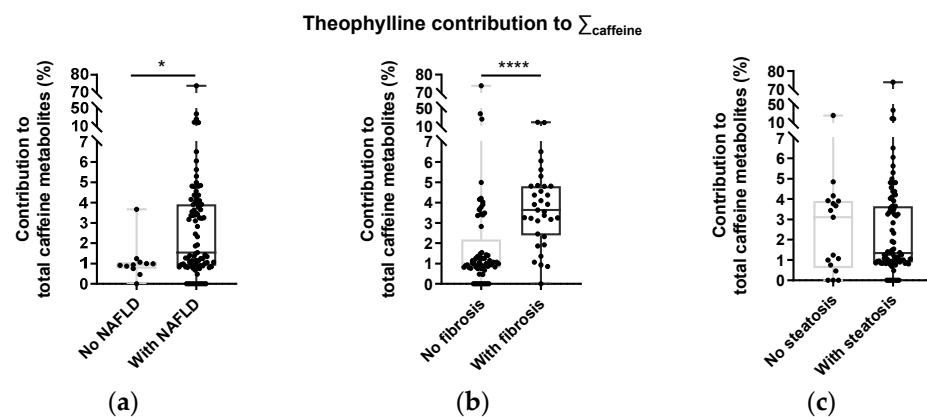 Theophylline contribution to ∑caffeine
Contribution to
total caffeine metabolites (%)
80
70
50
10
7
6
5
4
3
2
1
0
*
No NAFLD
With NAFLD
(a)
Contribution to
total caffeine metabolites (%)
80
70
50
10
7
6
5
4
3
2
1
0
****
No fibrosis
With fibrosis
(b)
Contribution to
total caffeine metabolites (%)
80
70
50
10
7
6
5
4
3
2
1
0
No steatosis
With steatosis
(c)